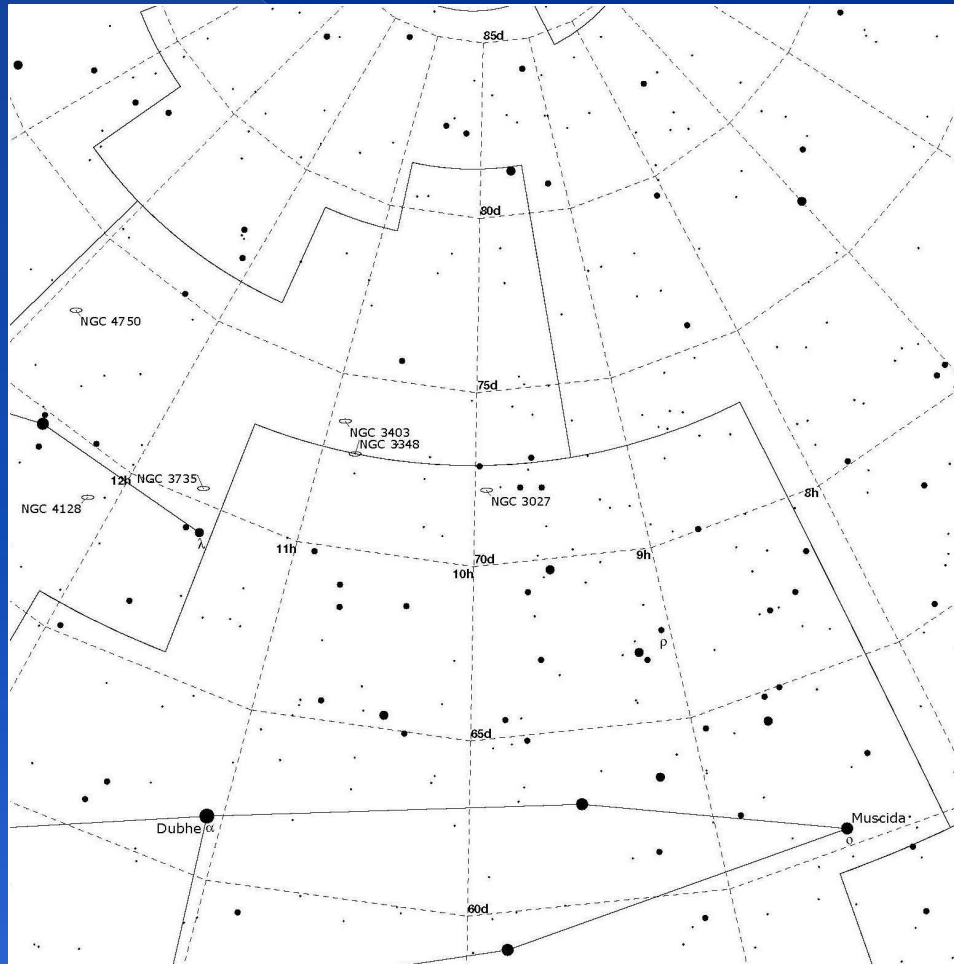 85d
80d
NGC 4750
75d
NGC 3403
NGC 3348
12h
NGC 3735
8h
NGC 4128
NGC 3027
λ
11h
9h
70d
10h
ρ
65d
Muscida
Dubhe α
ο
60d